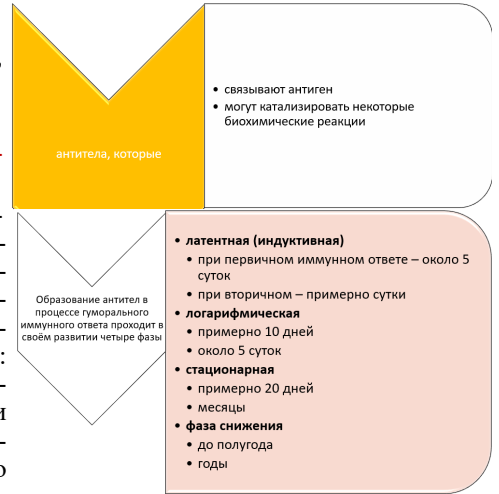 антитела, которые
• связывают антиген
• могут катализировать некоторые
биохимические реакции
Образование антител в
процессе гуморального
иммунного ответа проходит в
своём развитии четыре фазы
• латентная (индуктивная)
• при первичном иммунном ответе – около 5
суток
• при вторичном – примерно сутки
• логарифмическая
• примерно 10 дней
• около 5 суток
• стационарная
• примерно 20 дней
• месяцы
• фаза снижения
• до полугода
• годы